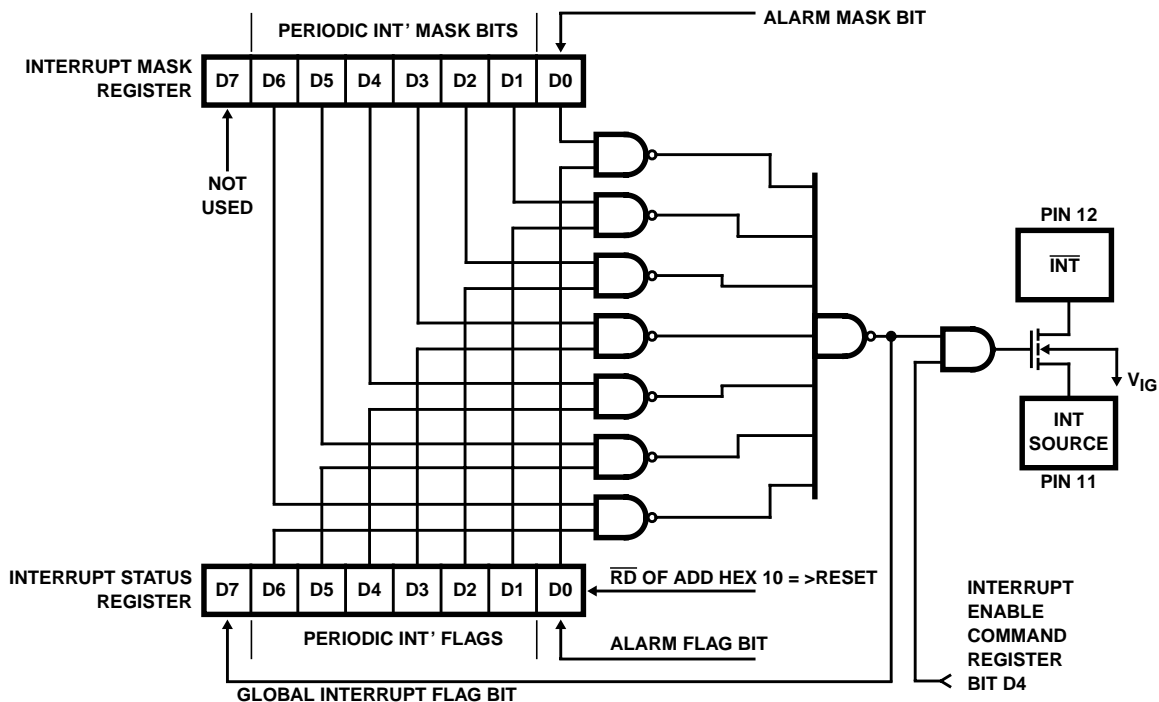 ALARM MASK BIT
PERIODIC INT' MASK BITS
INTERRUPT MASK
REGISTER
D7 D6 D5 D4 D3 D2 D1 D0
NOT
USED
PIN 12
I̅N̅T̅
V_IG
INT
SOURCE
PIN 11
INTERRUPT STATUS
REGISTER
D7 D6 D5 D4 D3 D2 D1 D0
R̅D̅ OF ADD HEX 10 = >RESET
PERIODIC INT' FLAGS
ALARM FLAG BIT
GLOBAL INTERRUPT FLAG BIT
INTERRUPT
ENABLE
COMMAND
REGISTER
BIT D4